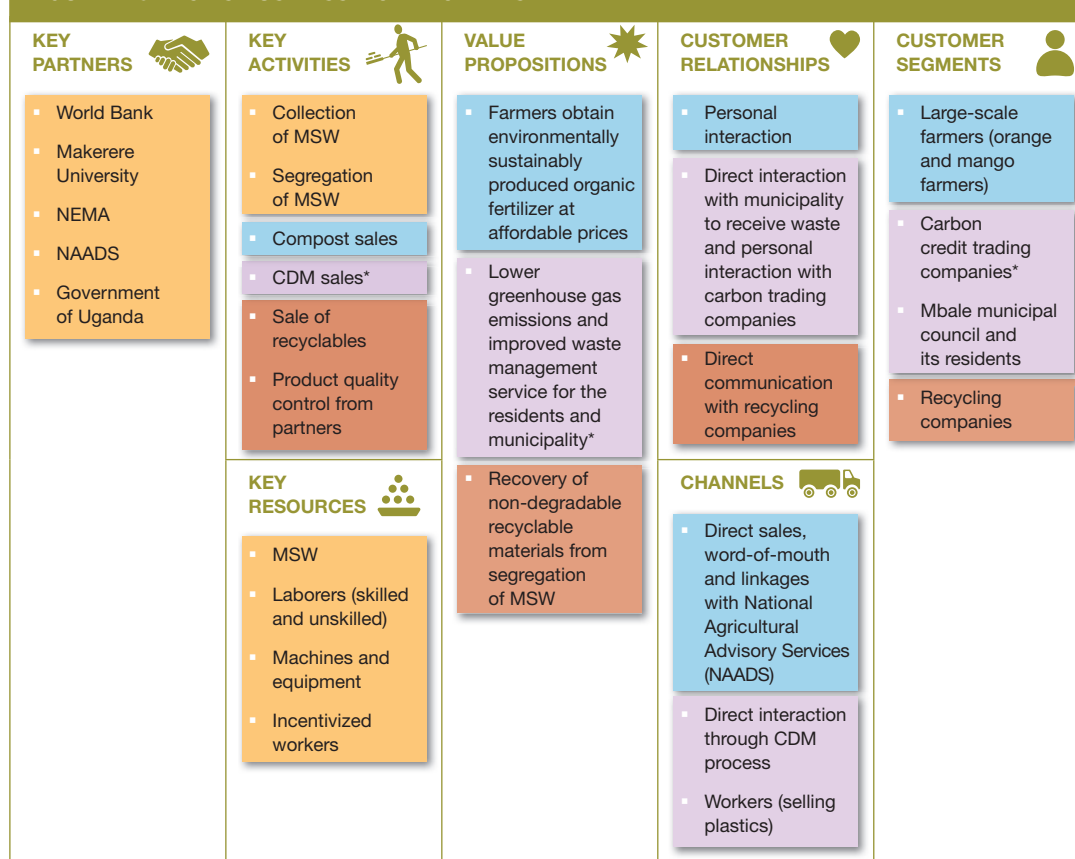 KEY
PARTNERS
World Bank
Makerere
University
NEMA
NAADS
Government
of Uganda
KEY
ACTIVITIES
Collection
of MSW
Segregation
of MSW
Compost sales
CDM sales*
Sale of
recyclables
Product quality
control from
partners
KEY
RESOURCES
MSW
Laborers (skilled
and unskilled)
Machines and
equipment
Incentivized
workers
VALUE
PROPOSITIONS
Farmers obtain
environmentally
sustainably
produced organic
fertilizer at
affordable prices
Lower
greenhouse gas
emissions and
improved waste
management
service for the
residents and
municipality*
Recovery of
non-degradable
recyclable
materials from
segregation
of MSW
CUSTOMER
RELATIONSHIPS
Personal
interaction
Direct interaction
with municipality
to receive waste
and personal
interaction with
carbon trading
companies
Direct
communication
with recycling
companies
CHANNELS
Direct sales,
word-of-mouth
and linkages
with National
Agricultural
Advisory Services
(NAADS)
Direct interaction
through CDM
process
Workers (selling
plastics)
CUSTOMER
SEGMENTS
Large-scale
farmers (orange
and mango
farmers)
Carbon
credit trading
companies*
Mbale municipal
council and
its residents
Recycling
companies